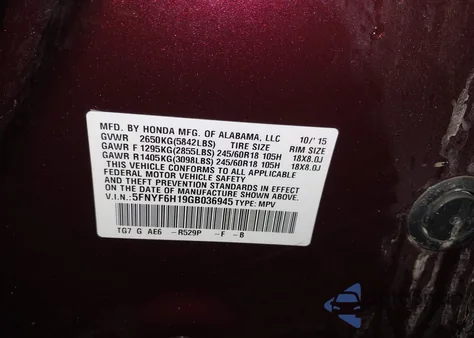 MFD. BY HONDA MFG. OF ALABAMA, LLC 10/'15
GVWR 2650KG(5842LBS) TIRE SIZE RIM SIZE
GAWR F 1295KG(2855LBS) 245/60R18 105H 18X8.0J
GAWR R 1405KG(3098LBS) 245/60R18 105H 18X8.0J
THIS VEHICLE CONFORMS TO ALL APPLICABLE
FEDERAL MOTOR VEHICLE SAFETY AND THEFT
PREVENTION STANDARDS IN EFFECT ON THE
DATE OF MANUFACTURE SHOWN ABOVE.
V.I.N.: 5FNYF6H19GB036945 TYPE: MPV
TG7 G AE6 -R529P -F -B